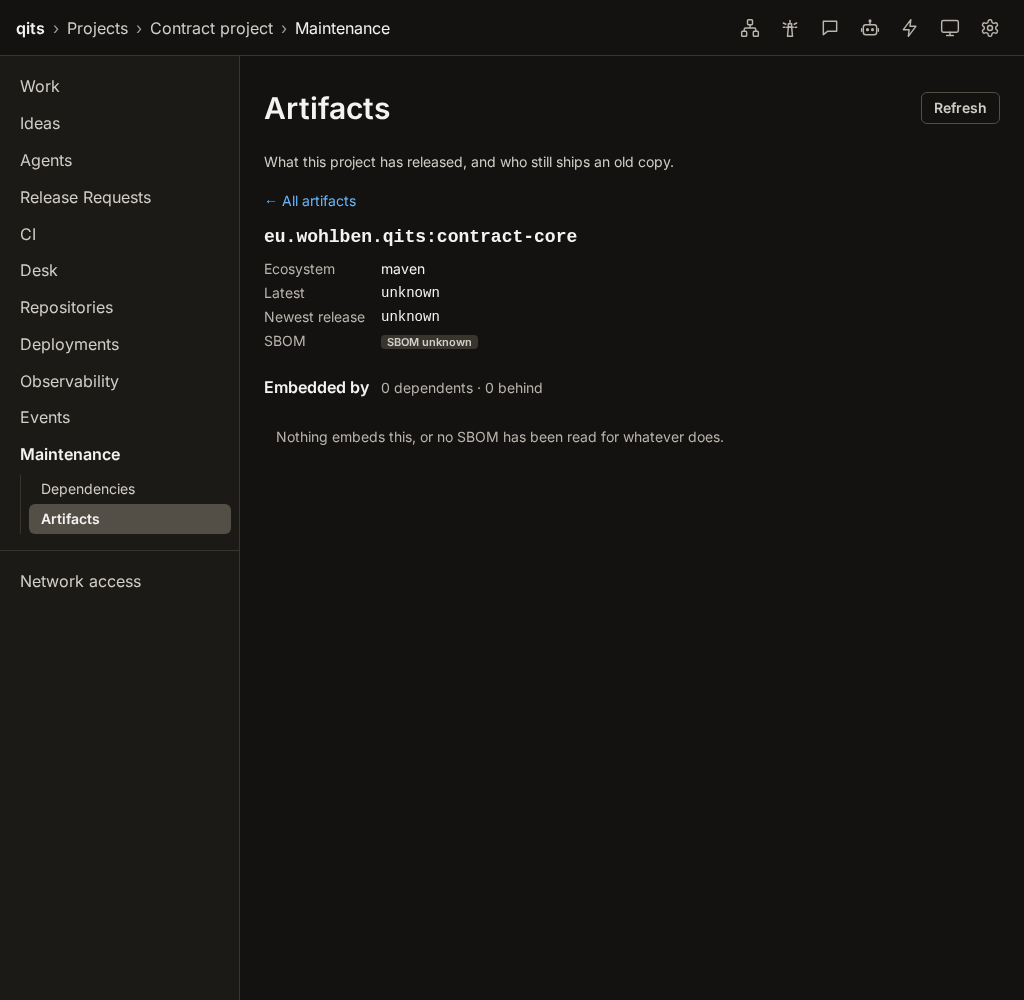 qits › Projects › Contract project › Maintenance
Work
Ideas
Agents
Release Requests
CI
Desk
Repositories
Deployments
Observability
Events
Maintenance
Dependencies
Artifacts
Network access
Artifacts
Refresh
What this project has released, and who still ships an old copy.
← All artifacts
eu.wohlben.qits:contract-core
Ecosystem maven
Latest unknown
Newest release unknown
SBOM SBOM unknown
Embedded by 0 dependents · 0 behind
Nothing embeds this, or no SBOM has been read for whatever does.